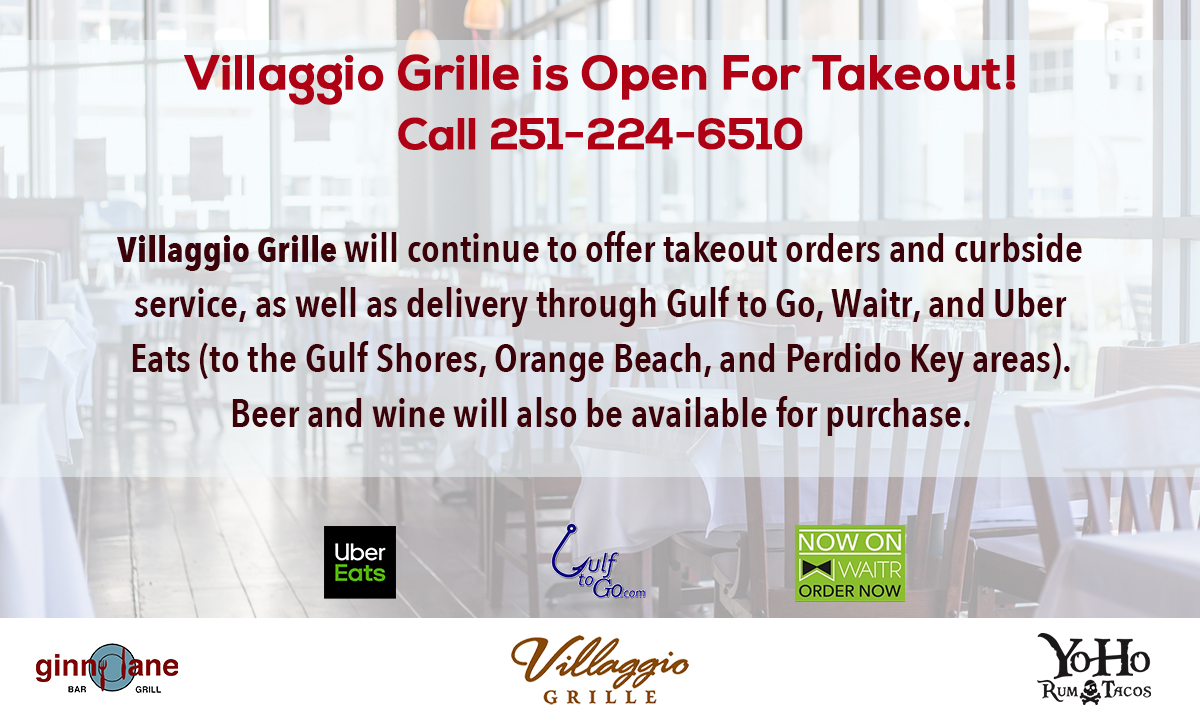 Villaggio Grille is Open For Takeout!
Call 251-224-6510
Villaggio Grille will continue to offer takeout orders and curbside
service, as well as delivery through Gulf to Go, Waitr, and Uber
Eats (to the Gulf Shores, Orange Beach, and Perdido Key areas).
Beer and wine will also be available for purchase.
Uber
Eats
Gulf
to
Go.com
NOW ON
WAITR
ORDER NOW
ginny lane
BAR GRILL
Villaggio
GRILLE
YoHo
Rum Tacos